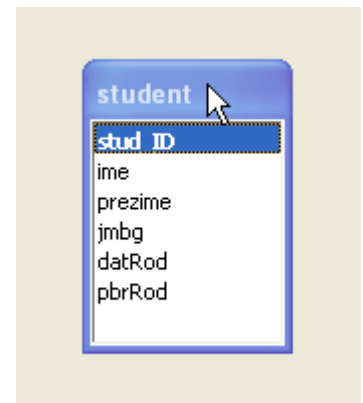 student
stud_ID
ime
prezime
jmbg
datRod
pbrRod